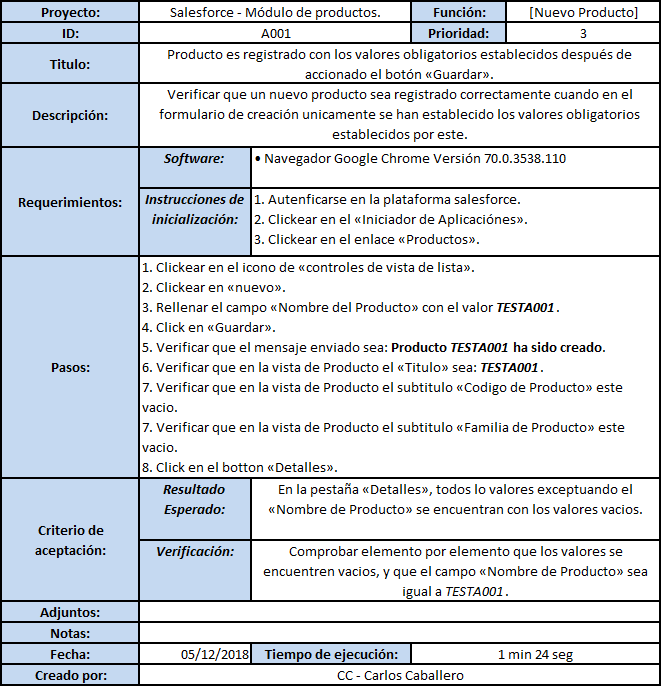 Proyecto: Salesforce - Módulo de productos. Función: [Nuevo Producto]
ID: A001 Prioridad: 3
Titulo: Producto es registrado con los valores obligatorios establecidos después de
accionado el botón «Guardar».
Descripción: Verificar que un nuevo producto sea registrado correctamente cuando en el
formulario de creación unicamente se han establecido los valores obligatorios
establecidos por este.
Requerimientos:
Software: • Navegador Google Chrome Versión 70.0.3538.110
Instrucciones de
inicialización:
1. Autenficarse en la plataforma salesforce.
2. Clickear en el «Iniciador de Aplicaciónes».
3. Clickear en el enlace «Productos».
Pasos:
1. Clickear en el icono de «controles de vista de lista».
2. Clickear en «nuevo».
3. Rellenar el campo «Nombre del Producto» con el valor TESTA001.
4. Click en «Guardar».
5. Verificar que el mensaje enviado sea: Producto TESTA001 ha sido creado.
6. Verificar que en la vista de Producto el «Titulo» sea: TESTA001.
7. Verificar que en la vista de Producto el subtitulo «Codigo de Producto» este
vacio.
7. Verificar que en la vista de Producto el subtitulo «Familia de Producto» este
vacio.
8. Click en el botton «Detalles».
Criterio de
aceptación:
Resultado
Esperado:
En la pestaña «Detalles», todos lo valores exceptuando el
«Nombre de Producto» se encuentran con los valores vacios.
Verificación:
Comprobar elemento por elemento que los valores se
encuentren vacios, y que el campo «Nombre de Producto» sea
igual a TESTA001.
Adjuntos:
Notas:
Fecha: 05/12/2018 Tiempo de ejecución: 1 min 24 seg
Creado por: CC - Carlos Caballero